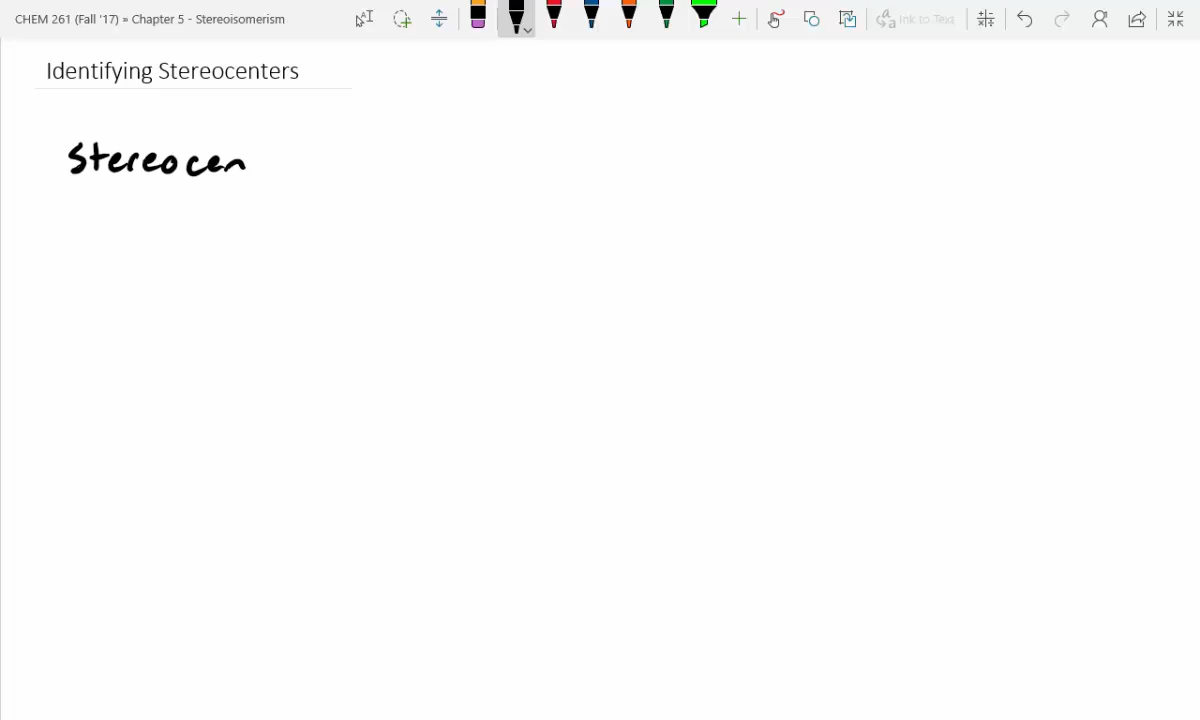 CHEM 261 (Fall '17) » Chapter 5 - Stereoisomerism
Ink to Text
Identifying Stereocenters
Stereocen